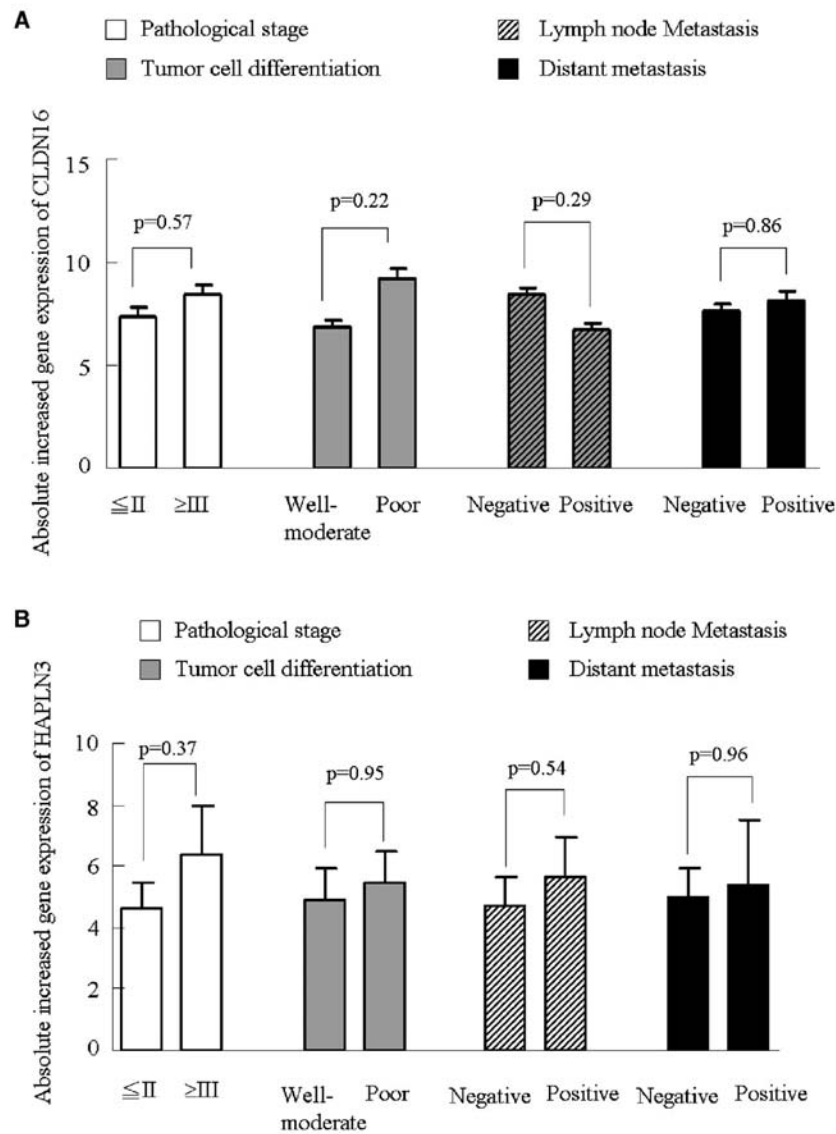 A
Pathological stage
Lymph node Metastasis
Tumor cell differentiation
Distant metastasis
Absolute increased gene expression of CLDN16
15
10
5
0
p=0.57
p=0.22
p=0.29
p=0.86
≦II
≥III
Well-
moderate
Poor
Negative
Positive
Negative
Positive
B
Pathological stage
Lymph node Metastasis
Tumor cell differentiation
Distant metastasis
Absolute increased gene expression of HAPLN3
10
8
6
4
2
0
p=0.37
p=0.95
p=0.54
p=0.96
≦II
≥III
Well-
moderate
Poor
Negative
Positive
Negative
Positive